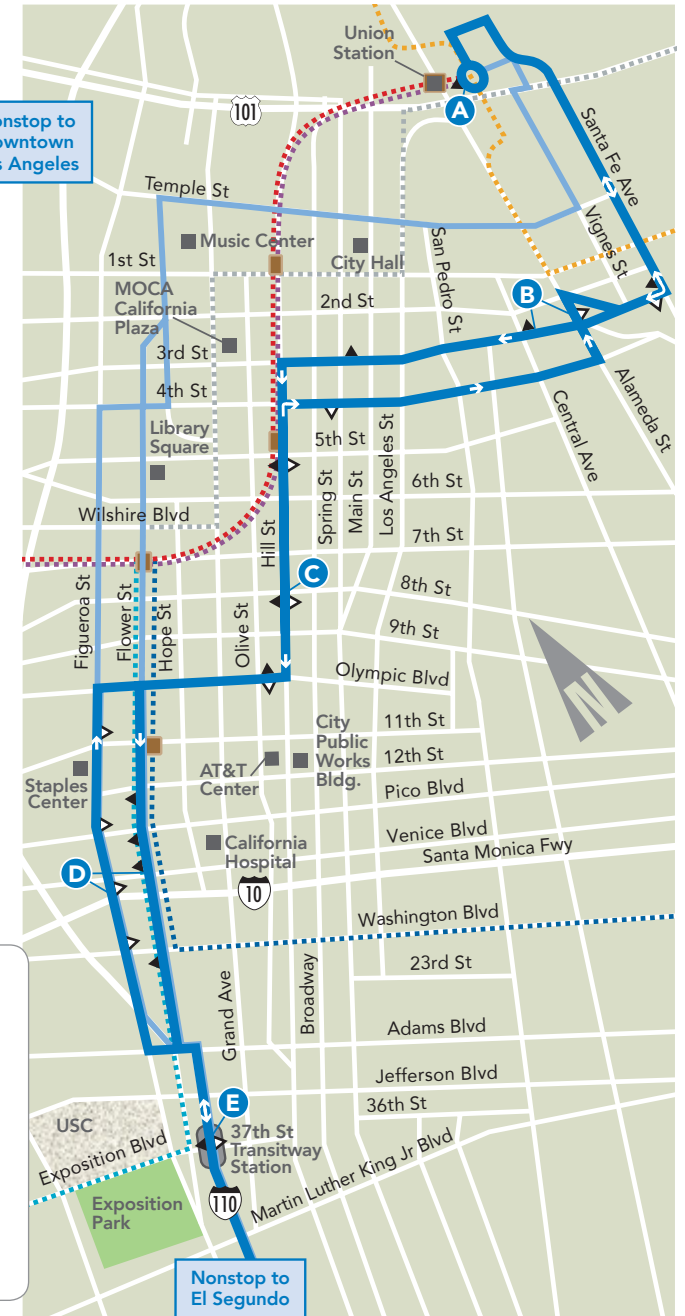 Union
Station
A
101
onstop to
owntown
s Angeles
Santa Fe Ave
Temple St
Vignes St
Music Center
City Hall
San Pedro St
1st St
MOCA
California
Plaza
2nd St
B
3rd St
4th St
Alameda St
Central Ave
Library
Square
5th St
Los Angeles St
Main St
Spring St
Hill St
6th St
Wilshire Blvd
7th St
C
8th St
Figueroa St
Flower St
Hope St
Olive St
9th St
N
Olympic Blvd
11th St
City
Public
Works
Bldg.
12th St
AT&T
Center
Staples
Center
Pico Blvd
Venice Blvd
California
Hospital
Santa Monica Fwy
D
10
Washington Blvd
23rd St
Grand Ave
Broadway
Adams Blvd
Jefferson Blvd
E
36th St
USC
37th St
Transitway
Station
Exposition Blvd
Martin Luther King Jr Blvd
Exposition
Park
110
Nonstop to
El Segundo